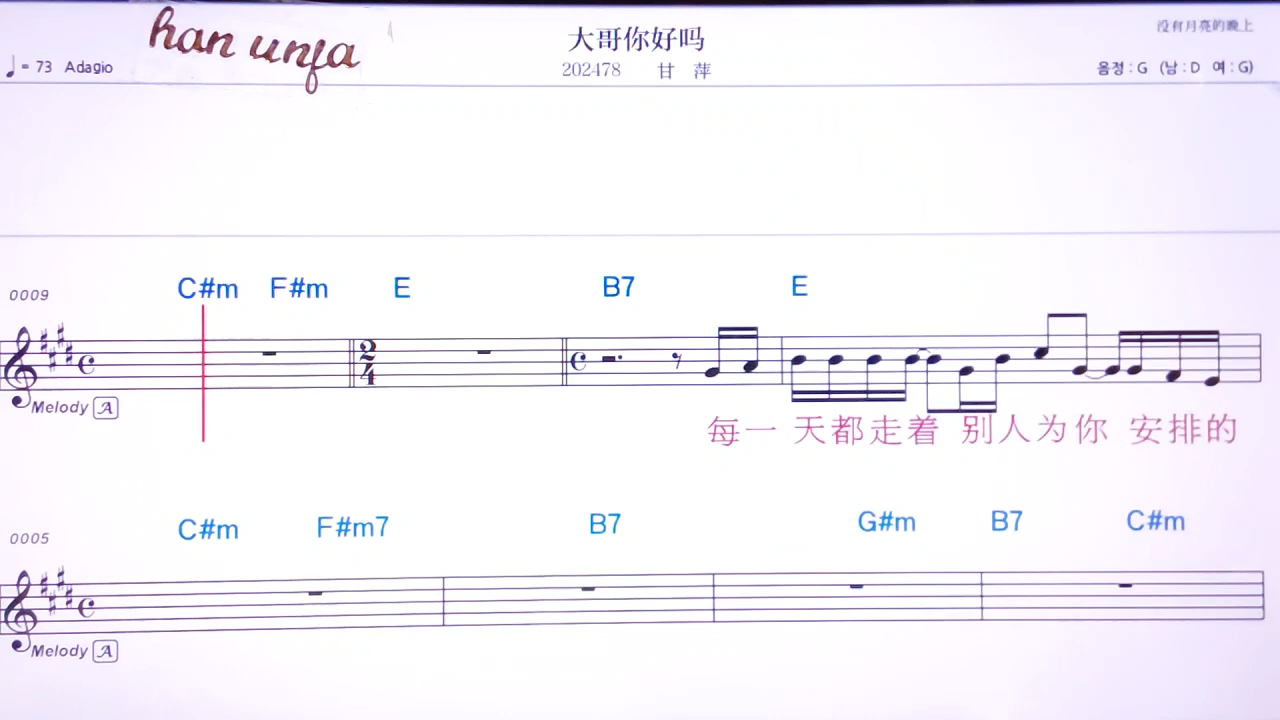 han unfa
大哥你好吗
没有月亮的晚上
♩= 73 Adagio
202478 甘 萍
음정 : G (남 : D 여 : G)
C#m F#m E B7 E
0009
2
4
Melody A
每一 天都走着 别人为你 安排的
C#m F#m7 B7 G#m B7 C#m
0005
Melody A